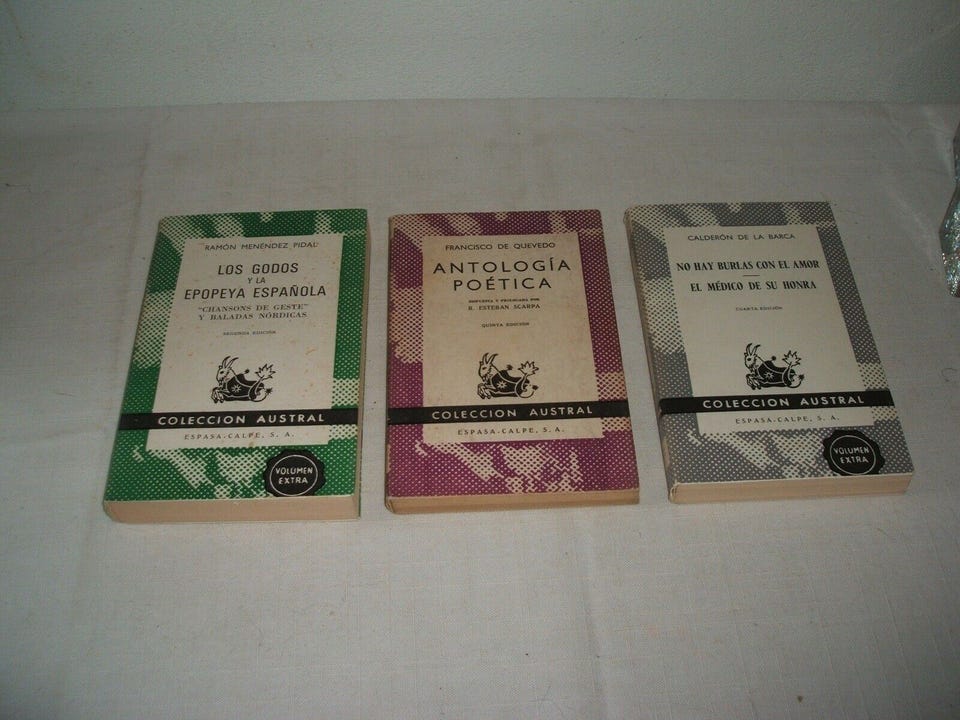 RAMÓN MENÉNDEZ PIDAL
LOS GODOS
Y LA
EPOPEYA ESPAÑOLA
"CHANSONS DE GESTE"
Y BALADAS NÓRDICAS
SEGUNDA EDICIÓN
COLECCION AUSTRAL
ESPASA-CALPE, S. A.
VOLUMEN
EXTRA
FRANCISCO DE QUEVEDO
ANTOLOGÍA
POÉTICA
DISPUESTA Y PROLOGADA POR
R. ESTEBAN SCARPA
QUINTA EDICIÓN
COLECCION AUSTRAL
ESPASA-CALPE, S. A.
CALDERÓN DE LA BARCA
NO HAY BURLAS CON EL AMOR
EL MÉDICO DE SU HONRA
CUARTA EDICIÓN
COLECCION AUSTRAL
ESPASA-CALPE, S. A.
VOLUMEN
EXTRA